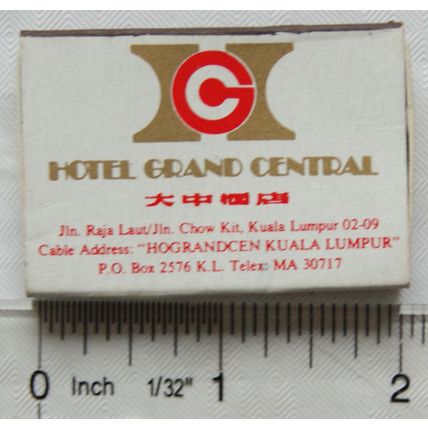 HOTEL GRAND CENTRAL
大中酒店
Jln. Raja Laut/Jln. Chow Kit, Kuala Lumpur 02-09
Cable Address: "HOGRANDCEN KUALA LUMPUR"
P.O. Box 2576 K.L. Telex: MA 30717
0 Inch 1/32" 1 2